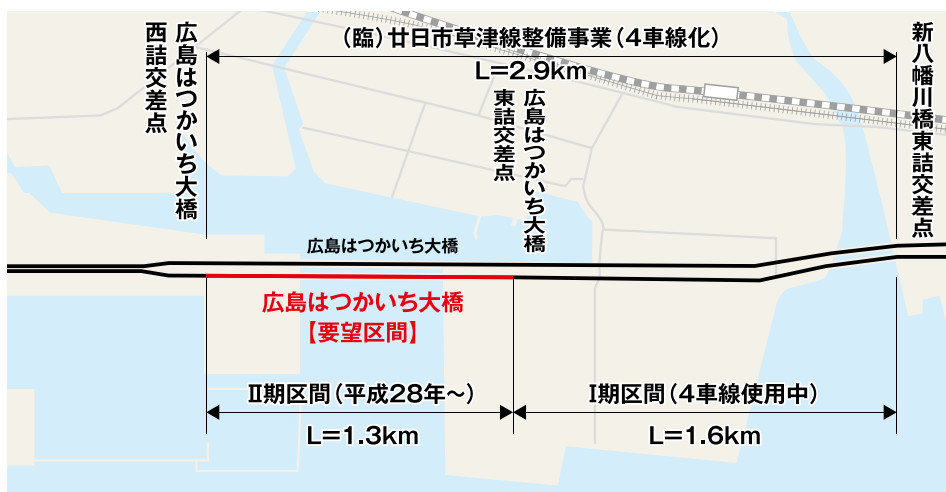 (臨)廿日市草津線整備事業(4車線化)
L=2.9km
広島はつかいち大橋
西詰交差点
広島はつかいち大橋
東詰交差点
新八幡川橋東詰交差点
広島はつかいち大橋
広島はつかいち大橋
【要望区間】
Ⅱ期区間(平成28年~)
L=1.3km
Ⅰ期区間(4車線使用中)
L=1.6km